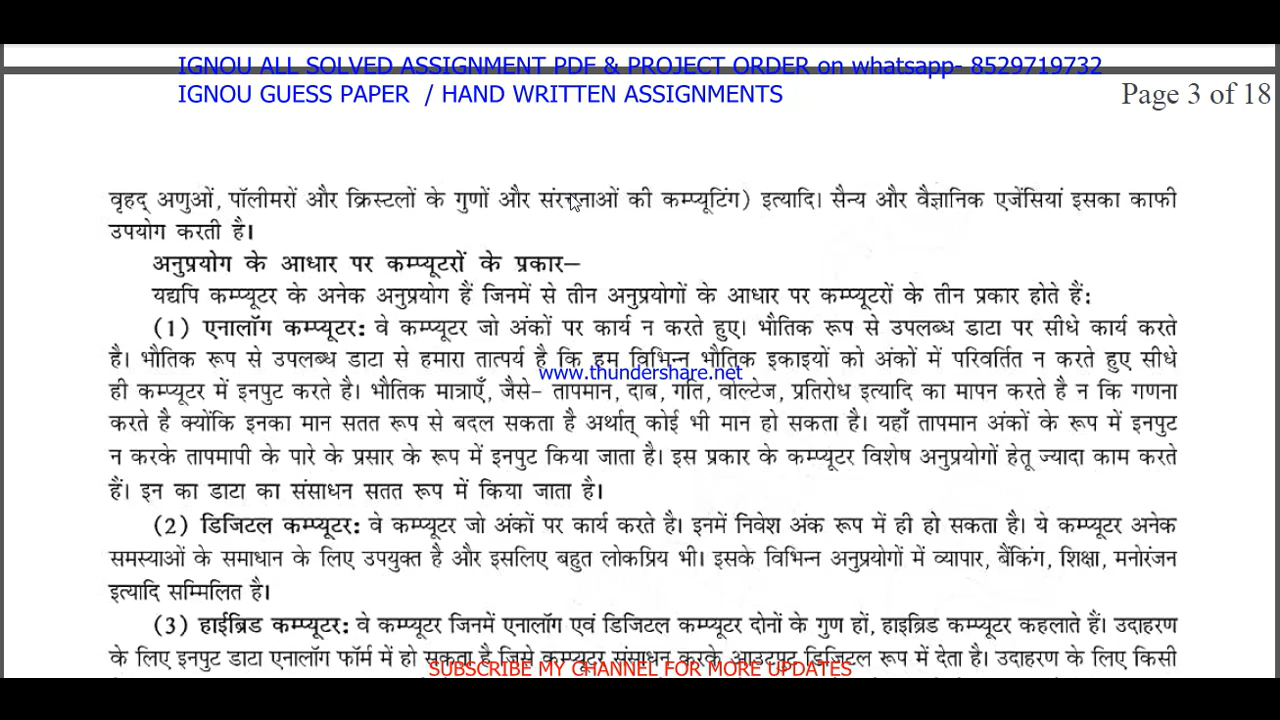 IGNOU ALL SOLVED ASSIGNMENT PDF & PROJECT ORDER on whatsapp- 8529719732
IGNOU GUESS PAPER / HAND WRITTEN ASSIGNMENTS
Page 3 of 18
वृहद् अणुओं, पॉलीमरों और क्रिस्टलों के गुणों और संरचनाओं की कम्प्यूटिंग) इत्यादि। सैन्य और वैज्ञानिक एजेंसियां इसका काफी
उपयोग करती है।
अनुप्रयोग के आधार पर कम्प्यूटरों के प्रकार–
यद्यपि कम्प्यूटर के अनेक अनुप्रयोग हैं जिनमें से तीन अनुप्रयोगों के आधार पर कम्प्यूटरों के तीन प्रकार होते हैं:
(1) एनालॉग कम्प्यूटर: वे कम्प्यूटर जो अंकों पर कार्य न करते हुए। भौतिक रूप से उपलब्ध डाटा पर सीधे कार्य करते
है। भौतिक रूप से उपलब्ध डाटा से हमारा तात्पर्य है कि हम विभिन्न भौतिक इकाइयों को अंकों में परिवर्तित न करते हुए सीधे
www.thundershare.net
ही कम्प्यूटर में इनपुट करते है। भौतिक मात्राएँ, जैसे– तापमान, दाब, गति, वोल्टेज, प्रतिरोध इत्यादि का मापन करते है न कि गणना
करते है क्योंकि इनका मान सतत रूप से बदल सकता है अर्थात् कोई भी मान हो सकता है। यहाँ तापमान अंकों के रूप में इनपुट
न करके तापमापी के पारे के प्रसार के रूप में इनपुट किया जाता है। इस प्रकार के कम्प्यूटर विशेष अनुप्रयोगों हेतू ज्यादा काम करते
हैं। इन का डाटा का संसाधन सतत रूप में किया जाता है।
(2) डिजिटल कम्प्यूटर: वे कम्प्यूटर जो अंकों पर कार्य करते है। इनमें निवेश अंक रूप में ही हो सकता है। ये कम्प्यूटर अनेक
समस्याओं के समाधान के लिए उपयुक्त है और इसलिए बहुत लोकप्रिय भी। इसके विभिन्न अनुप्रयोगों में व्यापार, बैंकिंग, शिक्षा, मनोरंजन
इत्यादि सम्मिलित है।
(3) हाईब्रिड कम्प्यूटर: वे कम्प्यूटर जिनमें एनालॉग एवं डिजिटल कम्प्यूटर दोनों के गुण हों, हाइब्रिड कम्प्यूटर कहलाते हैं। उदाहरण
के लिए इनपुट डाटा एनालॉग फॉर्म में हो सकता है जिसे कम्प्यूटर संसाधन करके आउटपुट डिजिटल रूप में देता है। उदाहरण के लिए किसी
SUBSCRIBE MY CHANNEL FOR MORE UPDATES